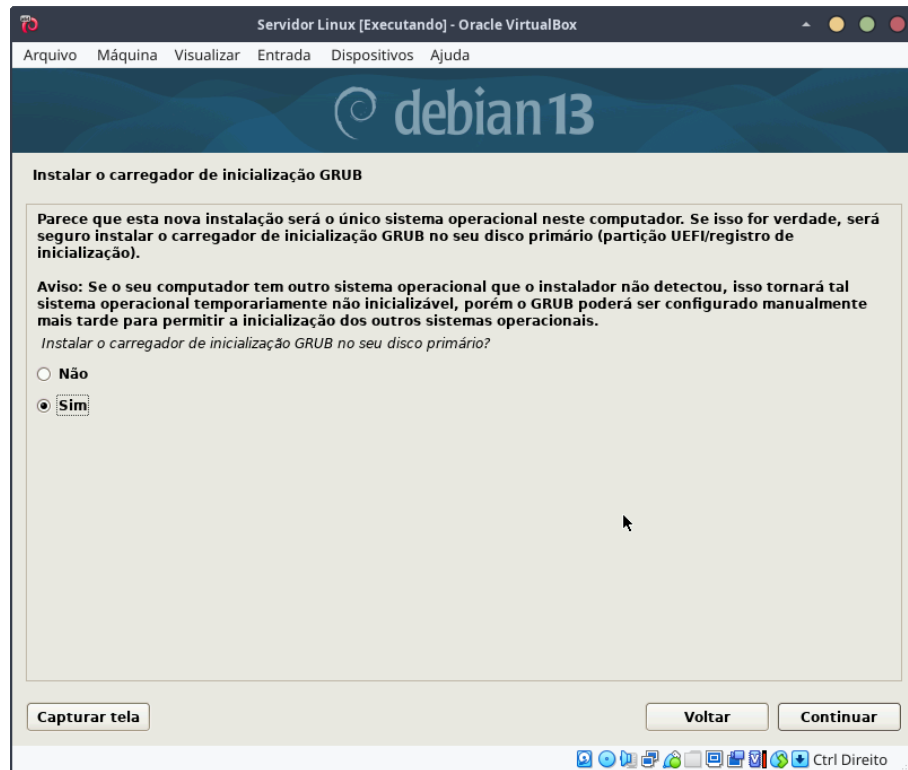 Servidor Linux [Executando] - Oracle VirtualBox
Arquivo Máquina Visualizar Entrada Dispositivos Ajuda
debian 13
Instalar o carregador de inicialização GRUB
Parece que esta nova instalação será o único sistema operacional neste computador. Se isso for verdade, será
seguro instalar o carregador de inicialização GRUB no seu disco primário (partição UEFI/registro de
inicialização).
Aviso: Se o seu computador tem outro sistema operacional que o instalador não detectou, isso tornará tal
sistema operacional temporariamente não inicializável, porém o GRUB poderá ser configurado manualmente
mais tarde para permitir a inicialização dos outros sistemas operacionais.
Instalar o carregador de inicialização GRUB no seu disco primário?
Não
Sim
Capturar tela Voltar Continuar
Ctrl Direito